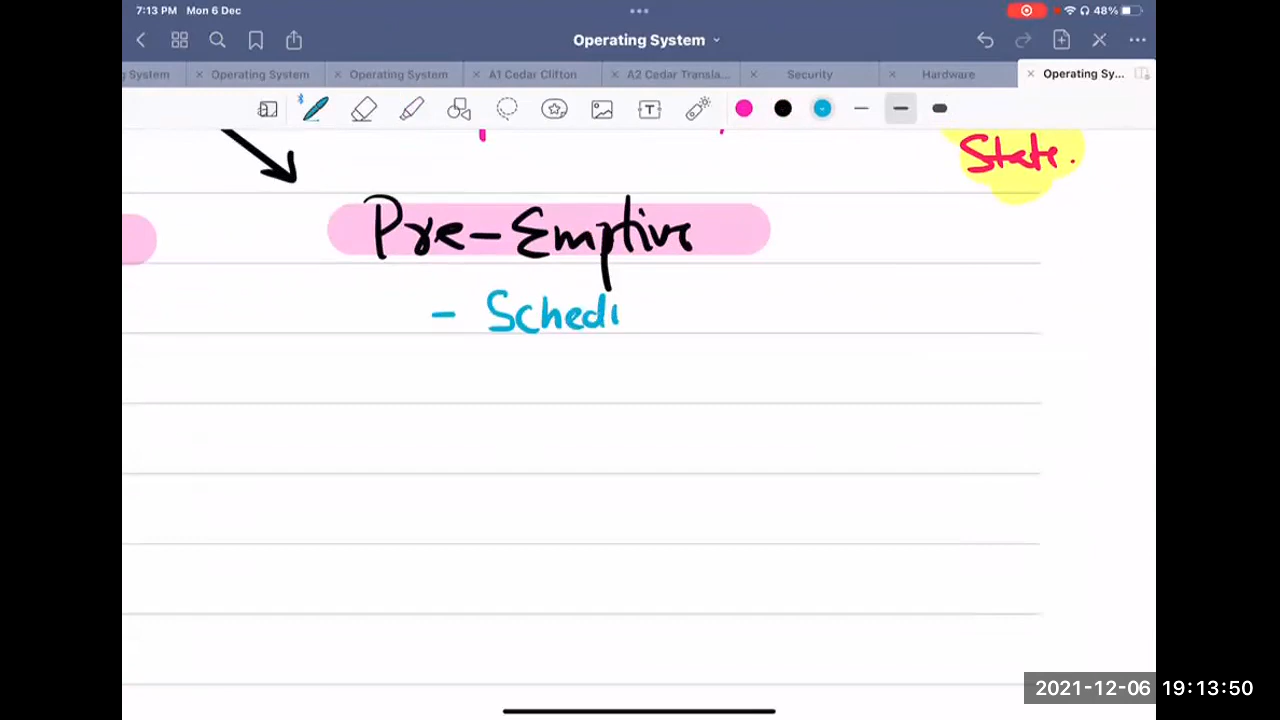 7:13 PM Mon 6 Dec
48%
Operating System
g System
Operating System
Operating System
A1 Cedar Clifton
A2 Cedar Transla...
Security
Hardware
Operating Sy...
State.
Pre-Emptive
- Schedu
2021-12-06 19:13:50